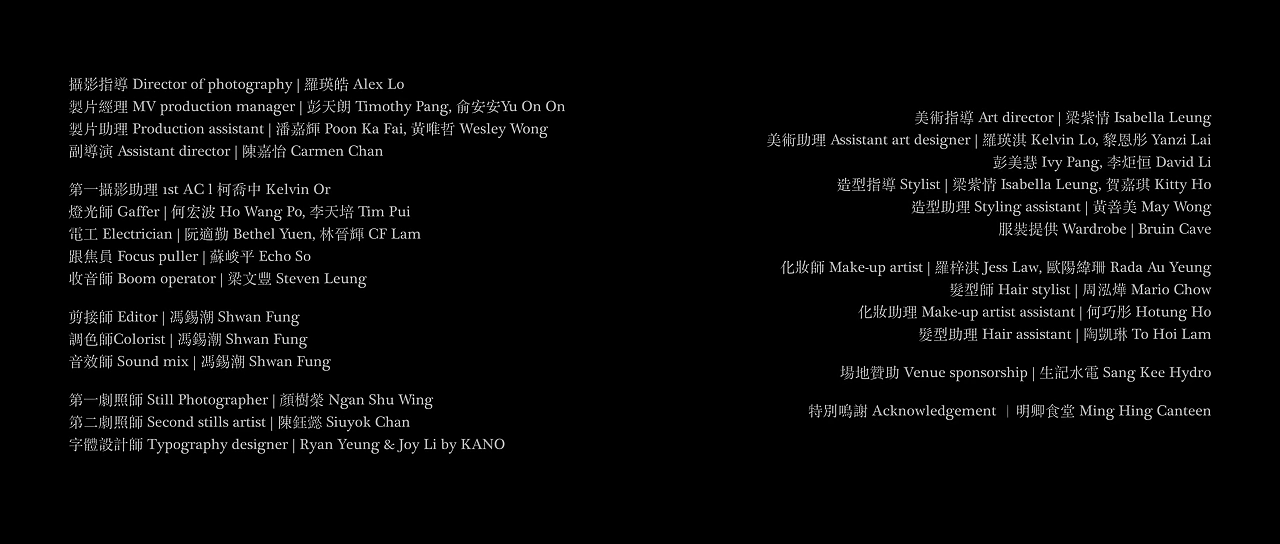 攝影指導 Director of photography | 羅瑛皓 Alex Lo
製片經理 MV production manager | 彭天朗 Timothy Pang, 俞安安Yu On On
製片助理 Production assistant | 潘嘉輝 Poon Ka Fai, 黃唯哲 Wesley Wong
副導演 Assistant director | 陳嘉怡 Carmen Chan
第一攝影助理 1st AC l 柯喬中 Kelvin Or
燈光師 Gaffer | 何宏波 Ho Wang Po, 李天培 Tim Pui
電工 Electrician | 阮適勤 Bethel Yuen, 林晉輝 CF Lam
跟焦員 Focus puller | 蘇峻平 Echo So
收音師 Boom operator | 梁文豐 Steven Leung
剪接師 Editor | 馮錫潮 Shwan Fung
調色師Colorist | 馮錫潮 Shwan Fung
音效師 Sound mix | 馮錫潮 Shwan Fung
第一劇照師 Still Photographer | 顏樹榮 Ngan Shu Wing
第二劇照師 Second stills artist | 陳鈺懿 Siuyok Chan
字體設計師 Typography designer | Ryan Yeung & Joy Li by KANO
美術指導 Art director | 梁紫情 Isabella Leung
美術助理 Assistant art designer | 羅瑛淇 Kelvin Lo, 黎恩彤 Yanzi Lai
彭美慧 Ivy Pang, 李炬恒 David Li
造型指導 Stylist | 梁紫情 Isabella Leung, 賀嘉琪 Kitty Ho
造型助理 Styling assistant | 黃善美 May Wong
服裝提供 Wardrobe | Bruin Cave
化妝師 Make-up artist | 羅梓淇 Jess Law, 歐陽緯珊 Rada Au Yeung
髮型師 Hair stylist | 周泓燁 Mario Chow
化妝助理 Make-up artist assistant | 何巧彤 Hotung Ho
髮型助理 Hair assistant | 陶凱琳 To Hoi Lam
場地贊助 Venue sponsorship | 生記水電 Sang Kee Hydro
特別鳴謝 Acknowledgement ｜明卿食堂 Ming Hing Canteen